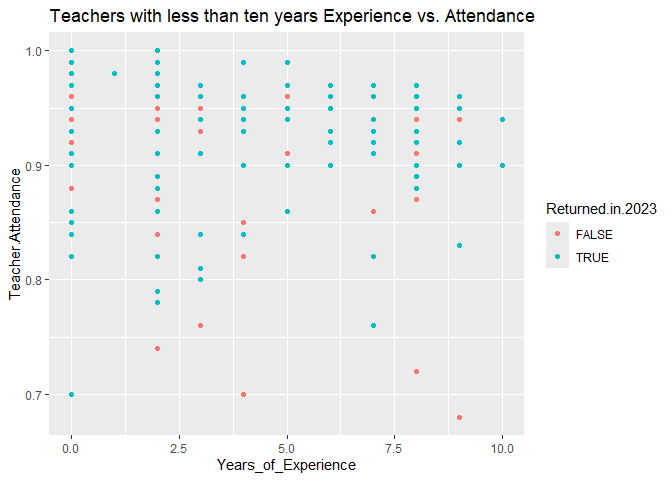 Teachers with less than ten years Experience vs. Attendance
Teacher.Attendance
1.0
0.9
0.8
0.7
0.0
2.5
5.0
7.5
10.0
Years_of_Experience
Returned.in.2023
FALSE
TRUE